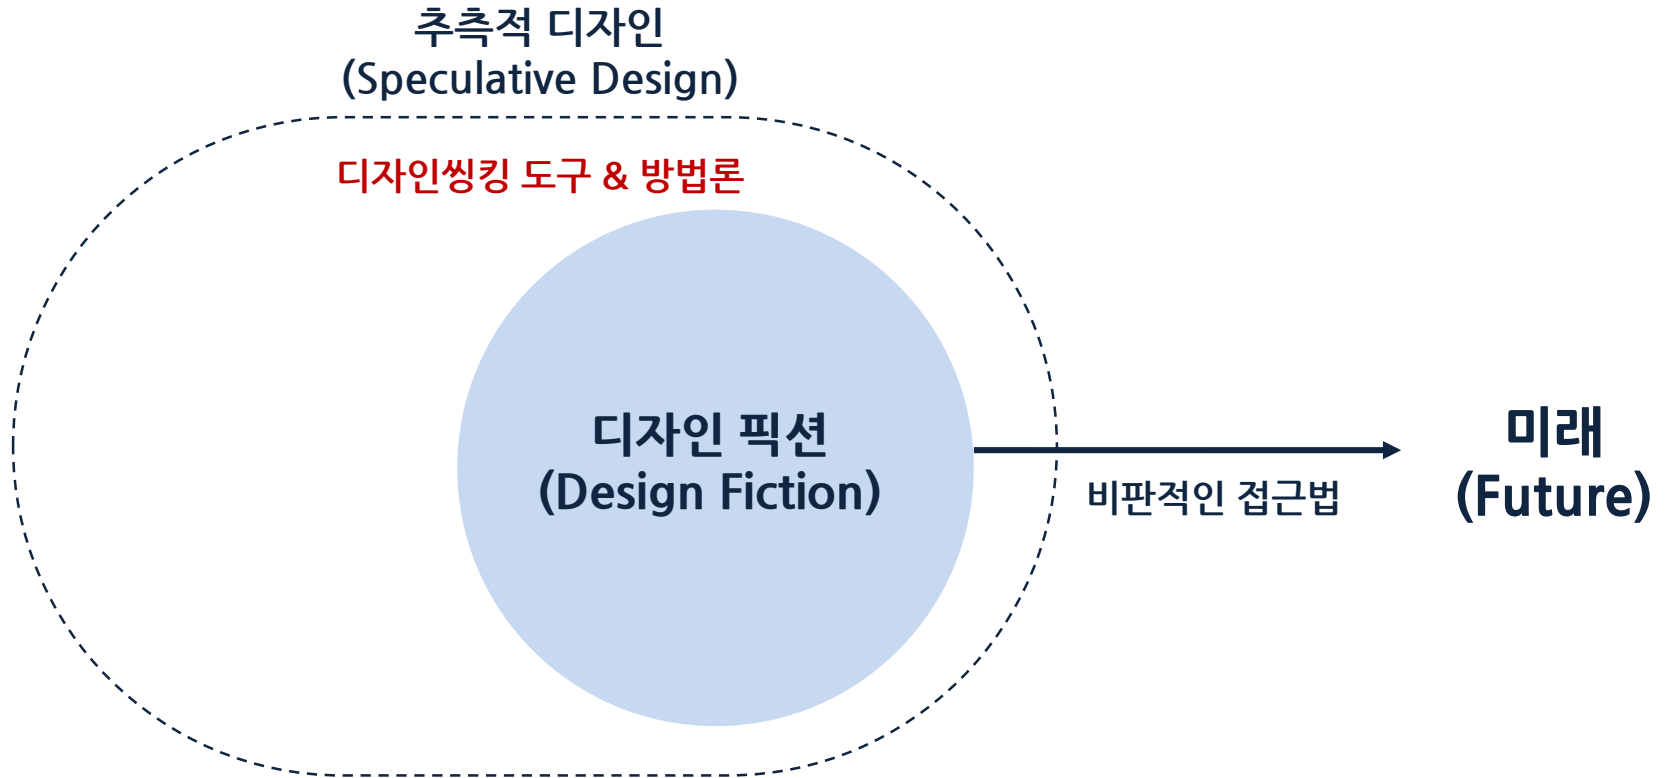 추측적 디자인
(Speculative Design)
디자인씽킹 도구 & 방법론
디자인 픽션
(Design Fiction)
비판적인 접근법
미래
(Future)